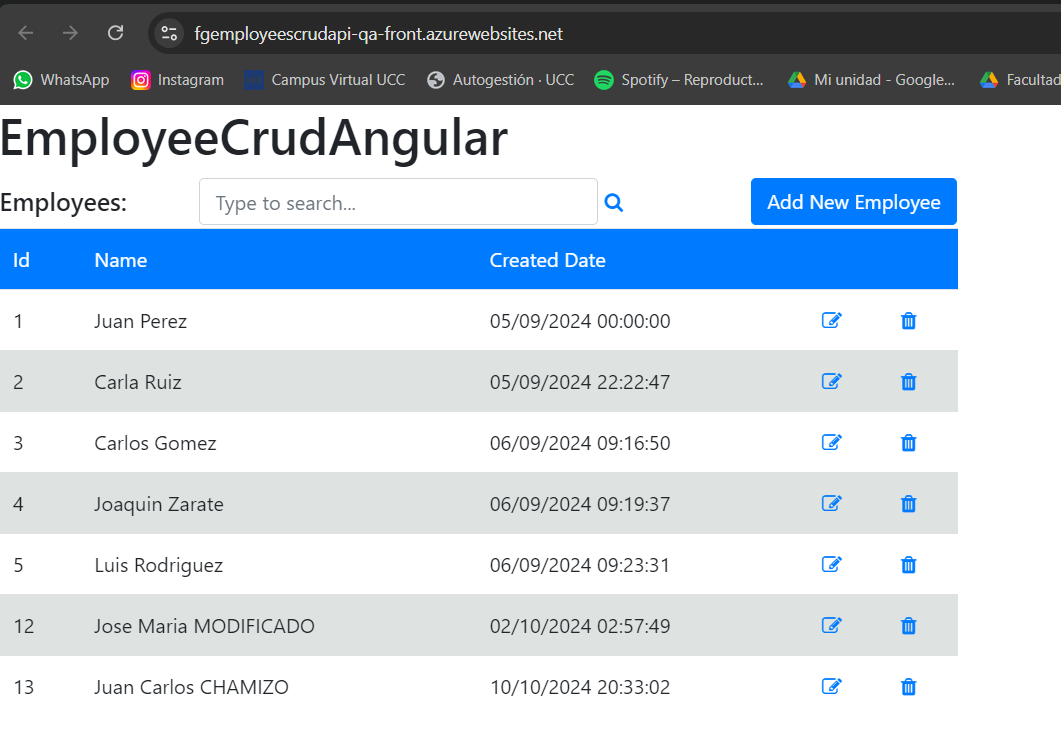 fgemployeescrudapi-qa-front.azurewebsites.net
WhatsApp Instagram Campus Virtual UCC Autogestión · UCC Spotify – Reproduct... Mi unidad - Google... Facultad
EmployeeCrudAngular
Employees: Type to search... Add New Employee
Id Name Created Date
1 Juan Perez 05/09/2024 00:00:00
2 Carla Ruiz 05/09/2024 22:22:47
3 Carlos Gomez 06/09/2024 09:16:50
4 Joaquin Zarate 06/09/2024 09:19:37
5 Luis Rodriguez 06/09/2024 09:23:31
12 Jose Maria MODIFICADO 02/10/2024 02:57:49
13 Juan Carlos CHAMIZO 10/10/2024 20:33:02